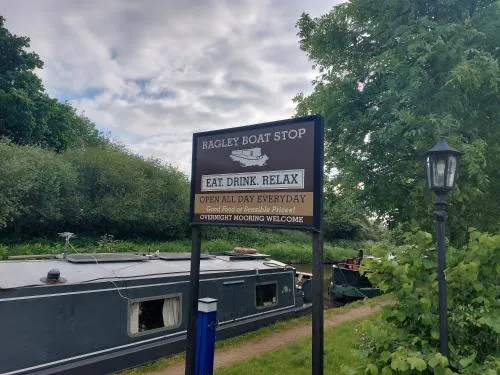 RAGLEY BOAT STOP
EAT. DRINK. RELAX
OPEN ALL DAY EVERYDAY
Good Food at Sensible Prices!
OVERNIGHT MOORING WELCOME